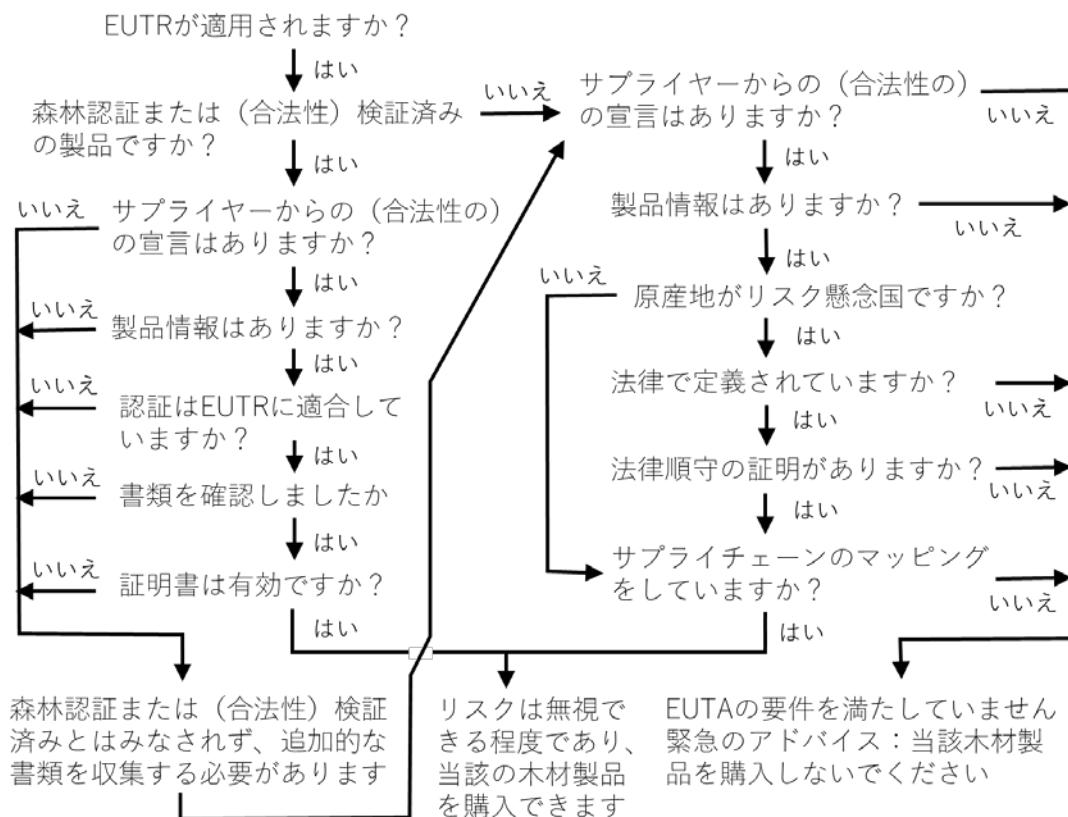 EUTRが適用されますか？
はい
森林認証または（合法性）検証済み
の製品ですか？
いいえ
はい
いいえ
サプライヤーからの（合法性の）
の宣言はありますか？
はい
製品情報はありますか？
いいえ
はい
認証はEUTRに適合して
いますか？
いいえ
はい
書類を確認しましたか
いいえ
はい
証明書は有効ですか？
いいえ
はい
サプライヤーからの（合法性の）
の宣言はありますか？
いいえ
はい
製品情報はありますか？
いいえ
はい
いいえ
原産地がリスク懸念国ですか？
はい
法律で定義されていますか？
いいえ
はい
法律順守の証明がありますか？
いいえ
はい
サプライチェーンのマッピング
をしていますか？
いいえ
はい
森林認証または（合法性）検証
済みとはみなされず、追加的な
書類を収集する必要があります
リスクは無視で
きる程度であり、
当該の木材製品
を購入できます
EUTAの要件を満たしていません
緊急のアドバイス：当該木材製
品を購入しないでください